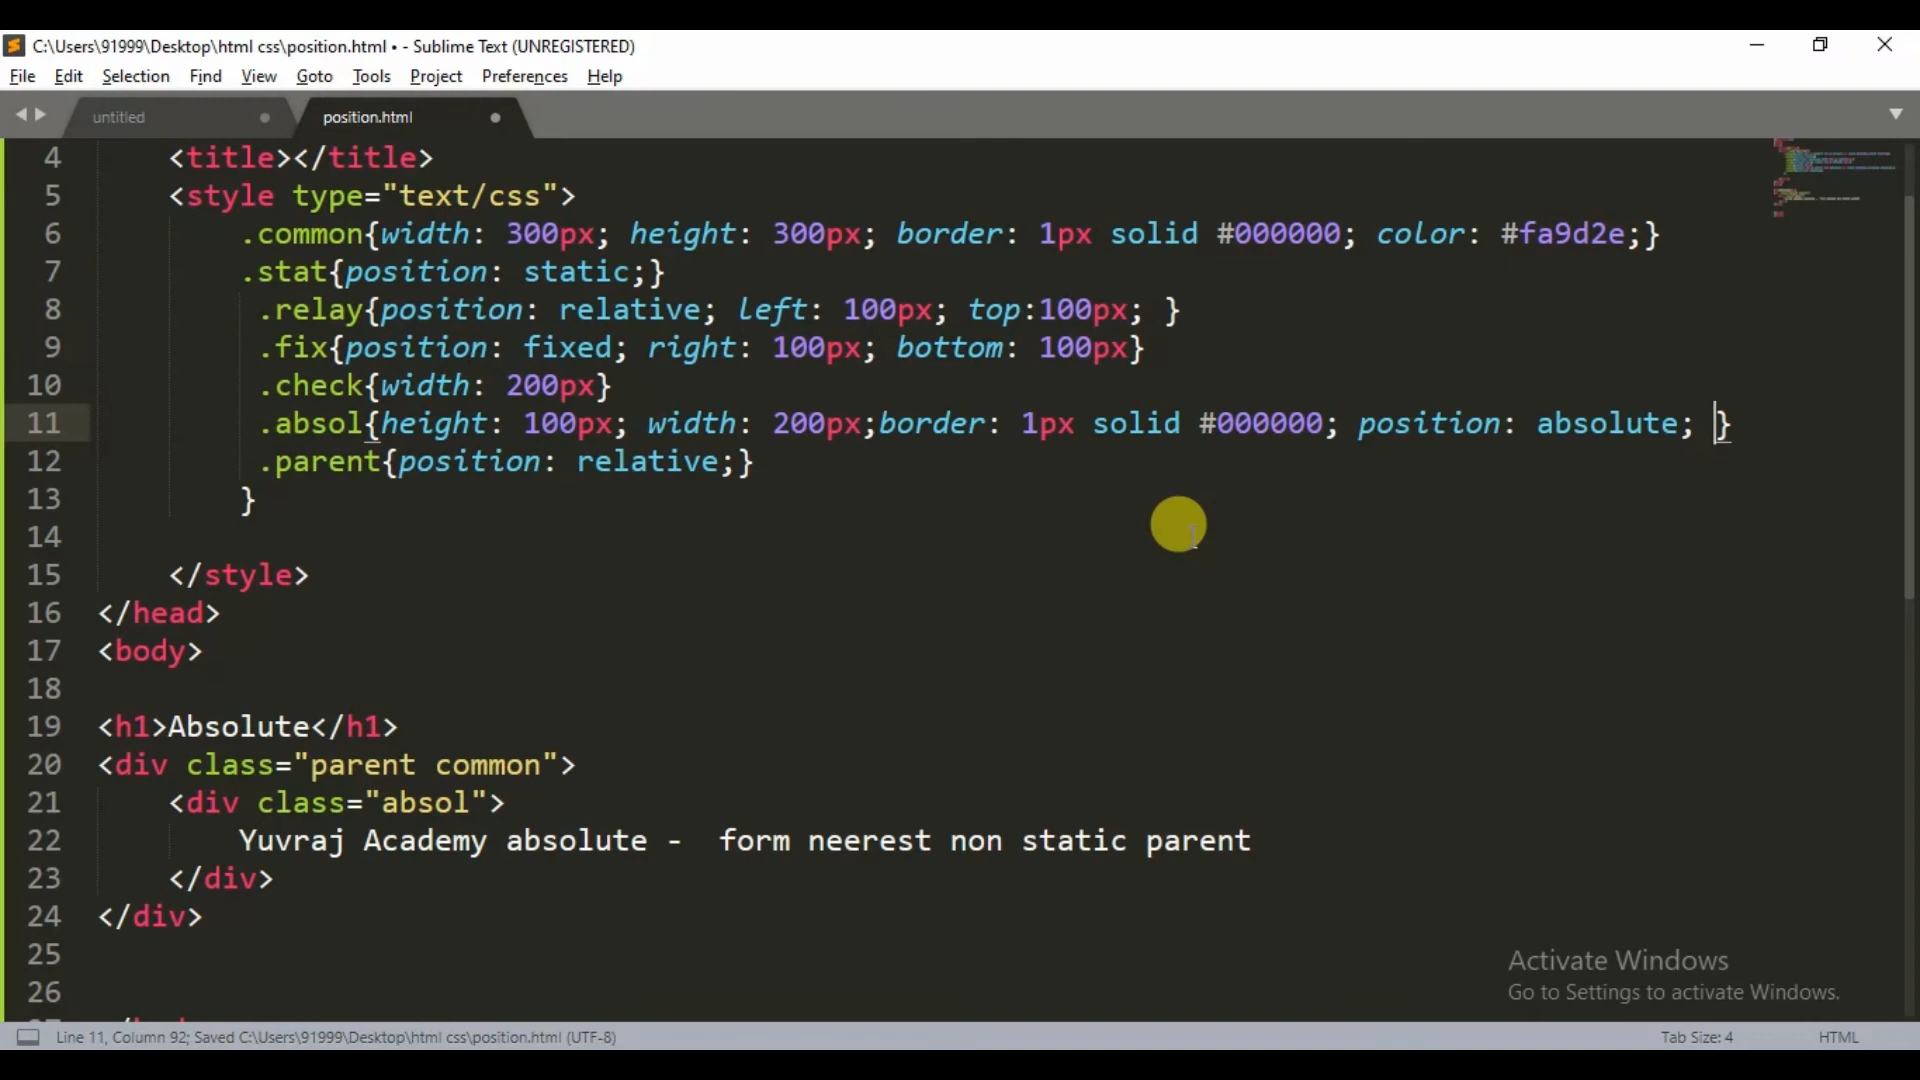 C:\Users\91999\Desktop\html css\position.html • - Sublime Text (UNREGISTERED)
File Edit Selection Find View Goto Tools Project Preferences Help
untitled position.html
4 <title></title>
5 <style type="text/css">
6 .common{width: 300px; height: 300px; border: 1px solid #000000; color: #fa9d2e;}
7 .stat{position: static;}
8 .relay{position: relative; left: 100px; top:100px; }
9 .fix{position: fixed; right: 100px; bottom: 100px}
10 .check{width: 200px}
11 .absol{height: 100px; width: 200px;border: 1px solid #000000; position: absolute; }
12 .parent{position: relative;}
13 }
14
15 </style>
16 </head>
17 <body>
18
19 <h1>Absolute</h1>
20 <div class="parent common">
21 <div class="absol">
22 Yuvraj Academy absolute -  form neerest non static parent
23 </div>
24 </div>
25
26
Activate Windows
Go to Settings to activate Windows.
Line 11, Column 92; Saved C:\Users\91999\Desktop\html css\position.html (UTF-8) Tab Size: 4 HTML